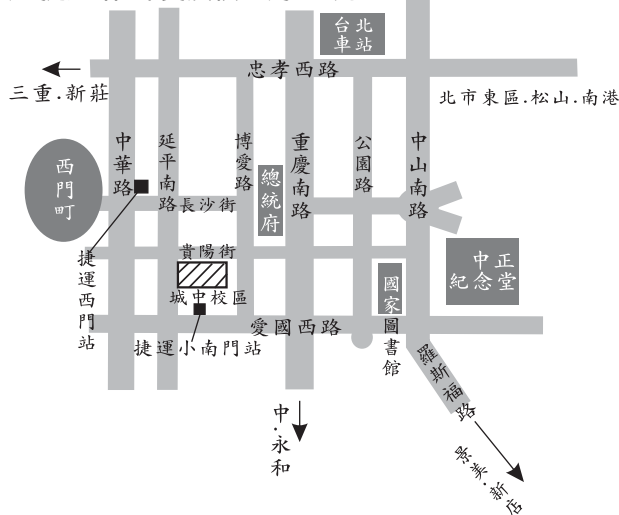 台北
車站
忠孝西路
三重.新莊
北市東區.松山.南港
中華路
延平南路
博愛路
重慶南路
公園路
中山南路
西門町
總統府
長沙街
貴陽街
中正
紀念堂
捷運西門站
城中校區
國家圖書館
愛國西路
捷運小南門站
羅斯福路
中.永和
景美.新店